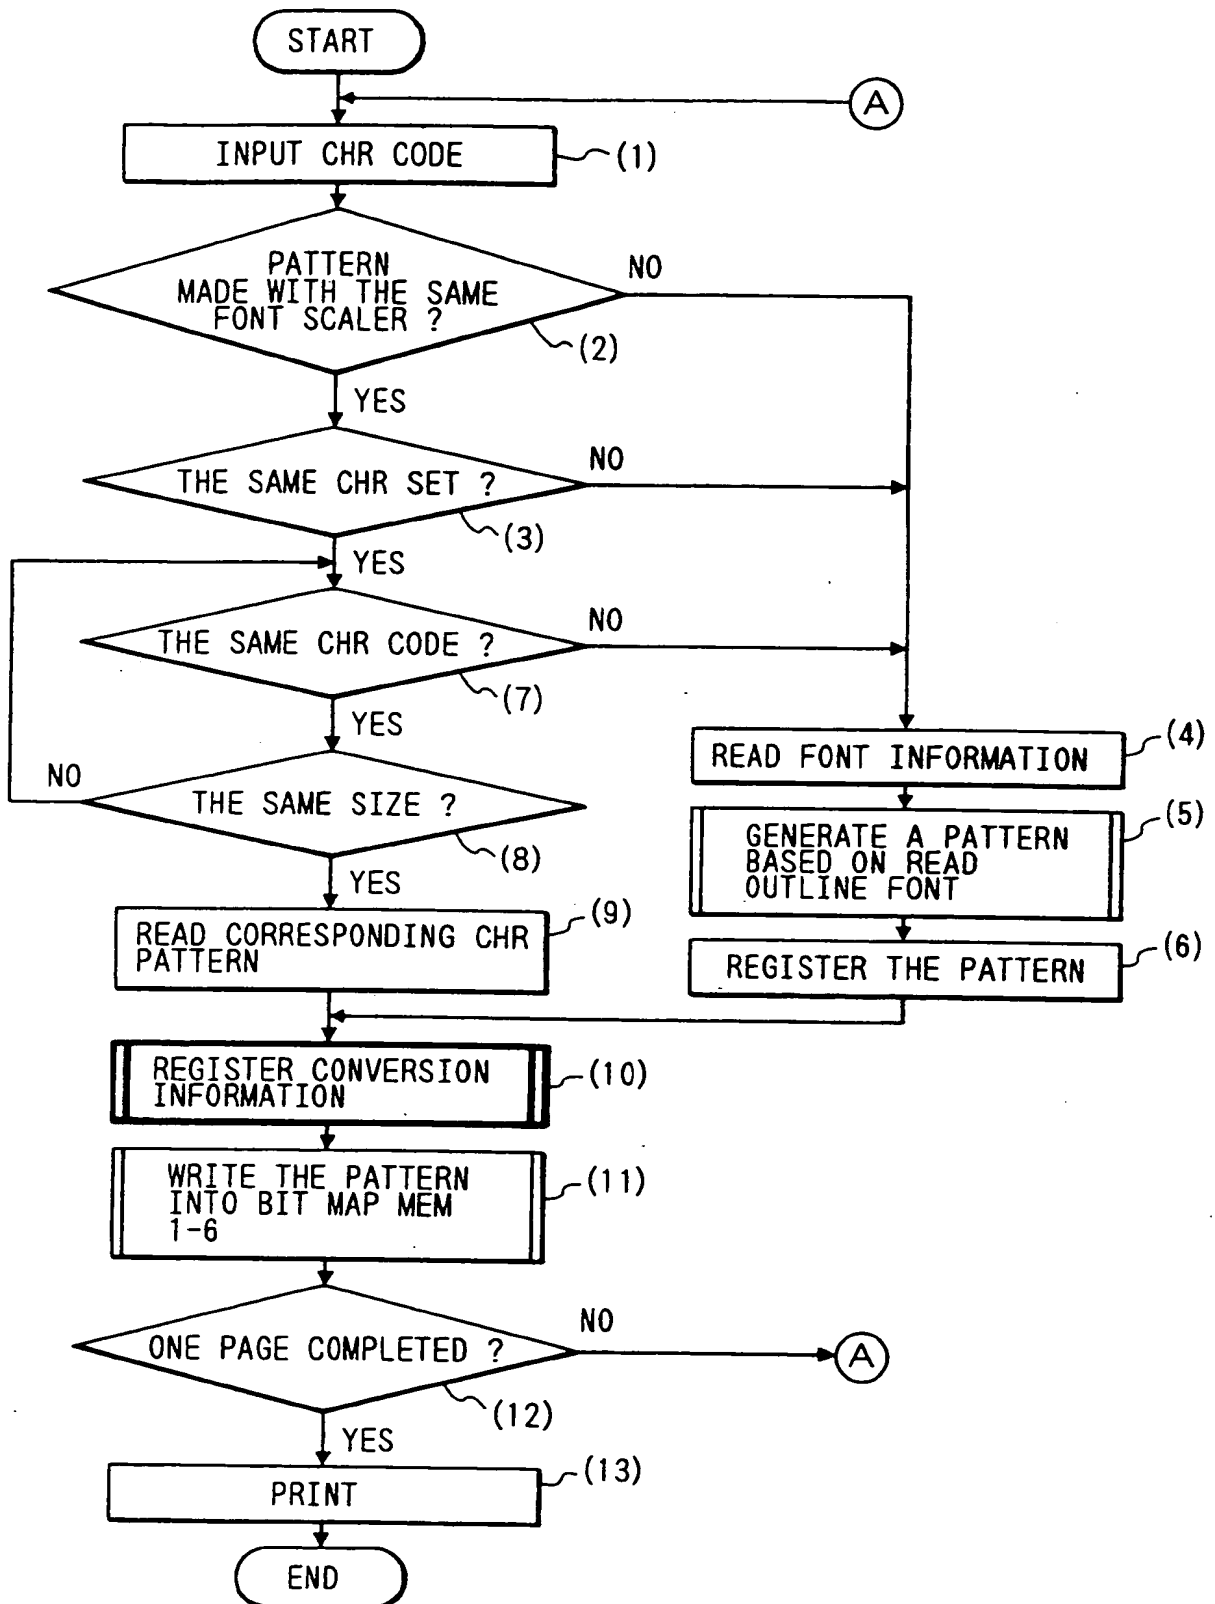 START
A
INPUT CHR CODE
(1)
PATTERN
MADE WITH THE SAME
FONT SCALER ?
NO
(2)
YES
THE SAME CHR SET ?
NO
(3)
YES
THE SAME CHR CODE ?
NO
(7)
YES
READ FONT INFORMATION
(4)
NO
THE SAME SIZE ?
(8)
GENERATE A PATTERN
BASED ON READ
OUTLINE FONT
(5)
YES
READ CORRESPONDING CHR
PATTERN
(9)
REGISTER THE PATTERN
(6)
REGISTER CONVERSION
INFORMATION
(10)
WRITE THE PATTERN
INTO BIT MAP MEM
1-6
(11)
ONE PAGE COMPLETED ?
NO
A
(12)
YES
PRINT
(13)
END